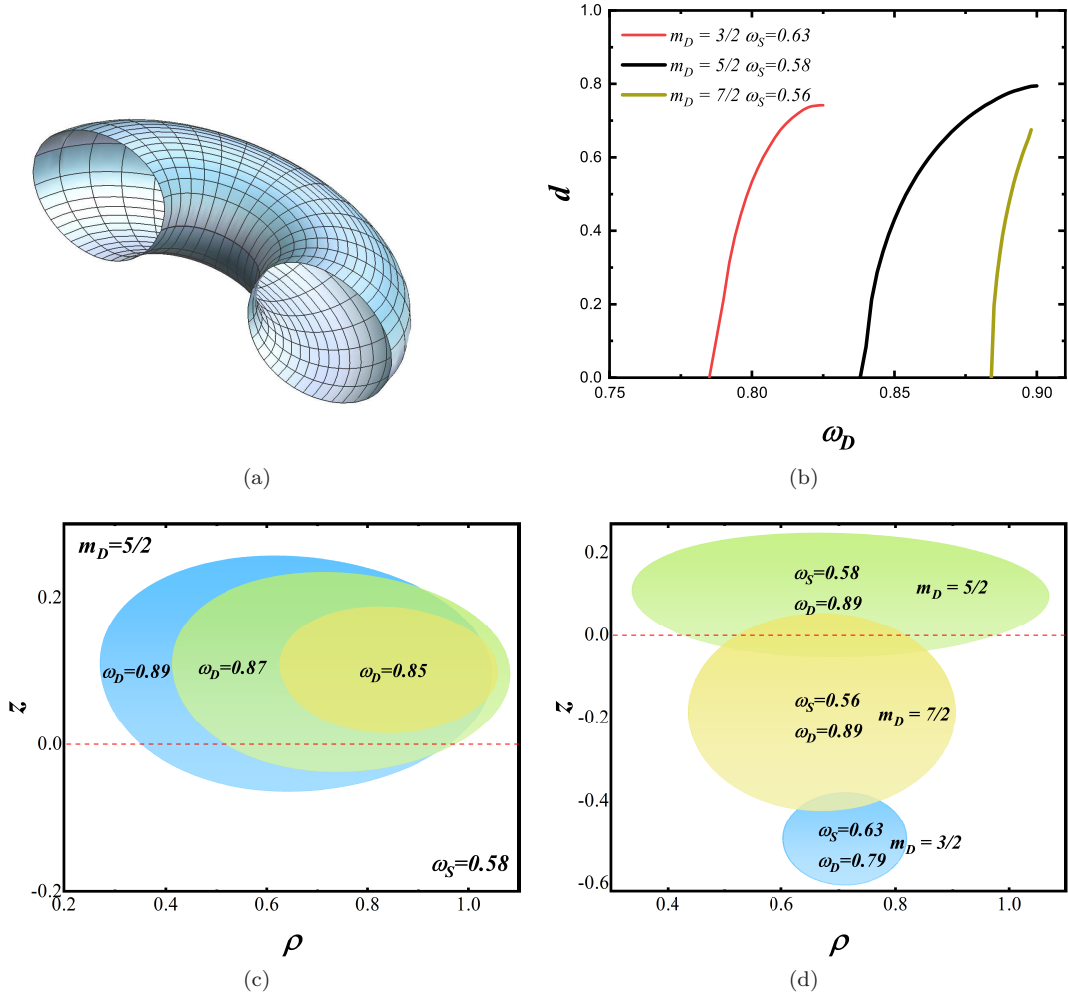 (a)
1.0
0.8
0.6
0.4
0.2
0.0
d
m_D = 3/2 ω_S=0.63
m_D = 5/2 ω_S=0.58
m_D = 7/2 ω_S=0.56
0.75
0.80
0.85
0.90
ω_D
(b)
m_D=5/2
0.2
0.0
-0.2
z
ω_D=0.89
ω_D=0.87
ω_D=0.85
ω_S=0.58
0.2
0.4
0.6
0.8
1.0
ρ
(c)
0.2
0.0
-0.2
-0.4
-0.6
z
ω_S=0.58
ω_D=0.89
m_D = 5/2
ω_S=0.56
ω_D=0.89
m_D = 7/2
ω_S=0.63
ω_D=0.79
m_D = 3/2
0.4
0.6
0.8
1.0
ρ
(d)